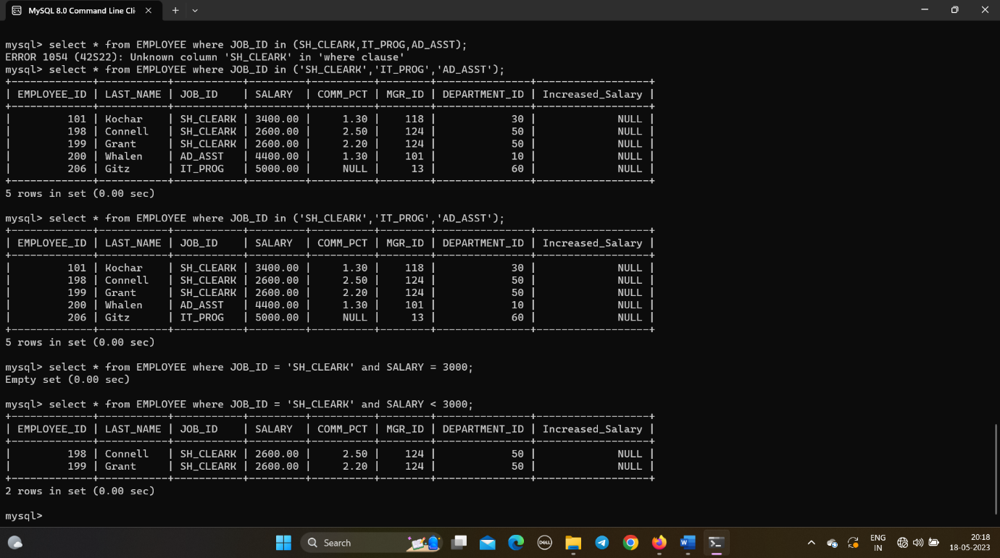 MySQL 8.0 Command Line Cli
mysql> select * from EMPLOYEE where JOB_ID in (SH_CLEARK,IT_PROG,AD_ASST);
ERROR 1054 (42S22): Unknown column 'SH_CLEARK' in 'where clause'
mysql> select * from EMPLOYEE where JOB_ID in ('SH_CLEARK','IT_PROG','AD_ASST');
+-------------+-----------+-----------+---------+----------+--------+---------------+------------------+
| EMPLOYEE_ID | LAST_NAME | JOB_ID    | SALARY  | COMM_PCT | MGR_ID | DEPARTMENT_ID | Increased_Salary |
+-------------+-----------+-----------+---------+----------+--------+---------------+------------------+
|         101 | Kochar    | SH_CLEARK | 3400.00 |     1.30 |    118 |            30 |             NULL |
|         198 | Connell   | SH_CLEARK | 2600.00 |     2.50 |    124 |            50 |             NULL |
|         199 | Grant     | SH_CLEARK | 2600.00 |     2.20 |    124 |            50 |             NULL |
|         200 | Whalen    | AD_ASST   | 4400.00 |     1.30 |    101 |            10 |             NULL |
|         206 | Gitz      | IT_PROG   | 5000.00 |     NULL |     13 |            60 |             NULL |
+-------------+-----------+-----------+---------+----------+--------+---------------+------------------+
5 rows in set (0.00 sec)
mysql> select * from EMPLOYEE where JOB_ID in ('SH_CLEARK','IT_PROG','AD_ASST');
+-------------+-----------+-----------+---------+----------+--------+---------------+------------------+
| EMPLOYEE_ID | LAST_NAME | JOB_ID    | SALARY  | COMM_PCT | MGR_ID | DEPARTMENT_ID | Increased_Salary |
+-------------+-----------+-----------+---------+----------+--------+---------------+------------------+
|         101 | Kochar    | SH_CLEARK | 3400.00 |     1.30 |    118 |            30 |             NULL |
|         198 | Connell   | SH_CLEARK | 2600.00 |     2.50 |    124 |            50 |             NULL |
|         199 | Grant     | SH_CLEARK | 2600.00 |     2.20 |    124 |            50 |             NULL |
|         200 | Whalen    | AD_ASST   | 4400.00 |     1.30 |    101 |            10 |             NULL |
|         206 | Gitz      | IT_PROG   | 5000.00 |     NULL |     13 |            60 |             NULL |
+-------------+-----------+-----------+---------+----------+--------+---------------+------------------+
5 rows in set (0.00 sec)
mysql> select * from EMPLOYEE where JOB_ID = 'SH_CLEARK' and SALARY = 3000;
Empty set (0.00 sec)
mysql> select * from EMPLOYEE where JOB_ID = 'SH_CLEARK' and SALARY < 3000;
+-------------+-----------+-----------+---------+----------+--------+---------------+------------------+
| EMPLOYEE_ID | LAST_NAME | JOB_ID    | SALARY  | COMM_PCT | MGR_ID | DEPARTMENT_ID | Increased_Salary |
+-------------+-----------+-----------+---------+----------+--------+---------------+------------------+
|         198 | Connell   | SH_CLEARK | 2600.00 |     2.50 |    124 |            50 |             NULL |
|         199 | Grant     | SH_CLEARK | 2600.00 |     2.20 |    124 |            50 |             NULL |
+-------------+-----------+-----------+---------+----------+--------+---------------+------------------+
2 rows in set (0.00 sec)
mysql>
Search
DELL
ENG
IN
20:18
18-05-2023